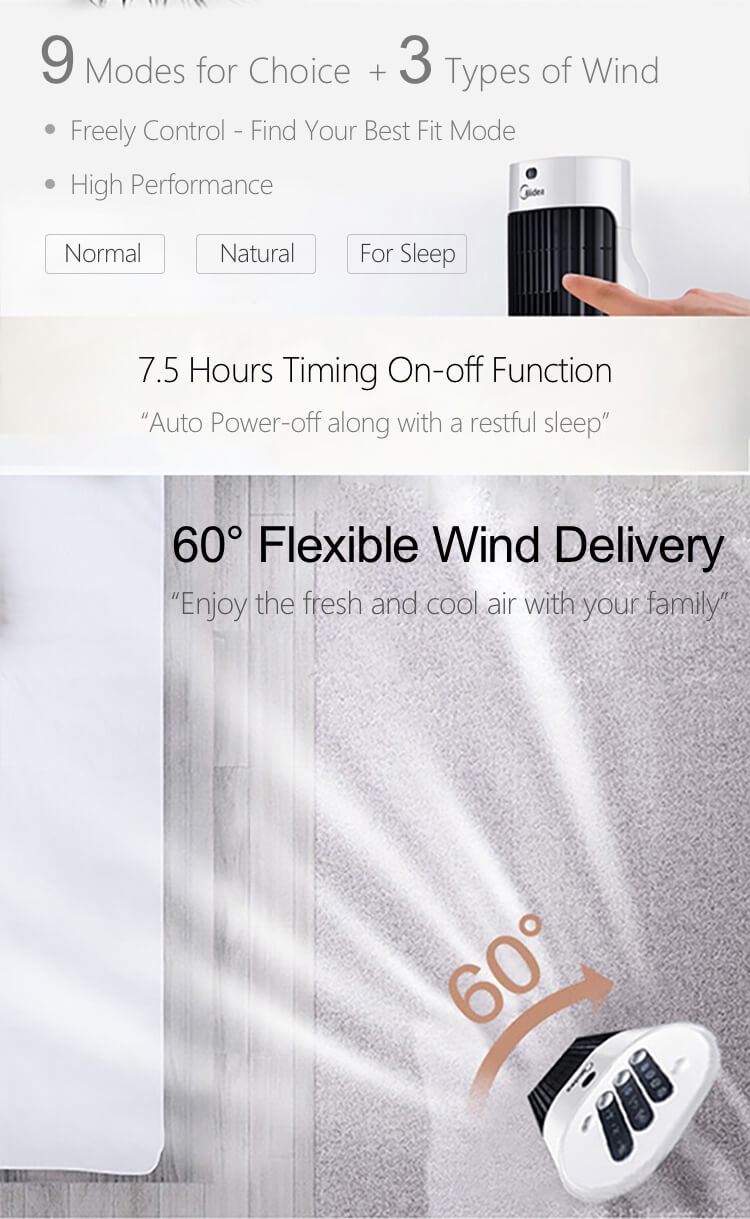 9 Modes for Choice + 3 Types of Wind
• Freely Control - Find Your Best Fit Mode
• High Performance
Midea
Normal
Natural
For Sleep
7.5 Hours Timing On-off Function
“Auto Power-off along with a restful sleep”
60° Flexible Wind Delivery
“Enjoy the fresh and cool air with your family”
60°
Midea